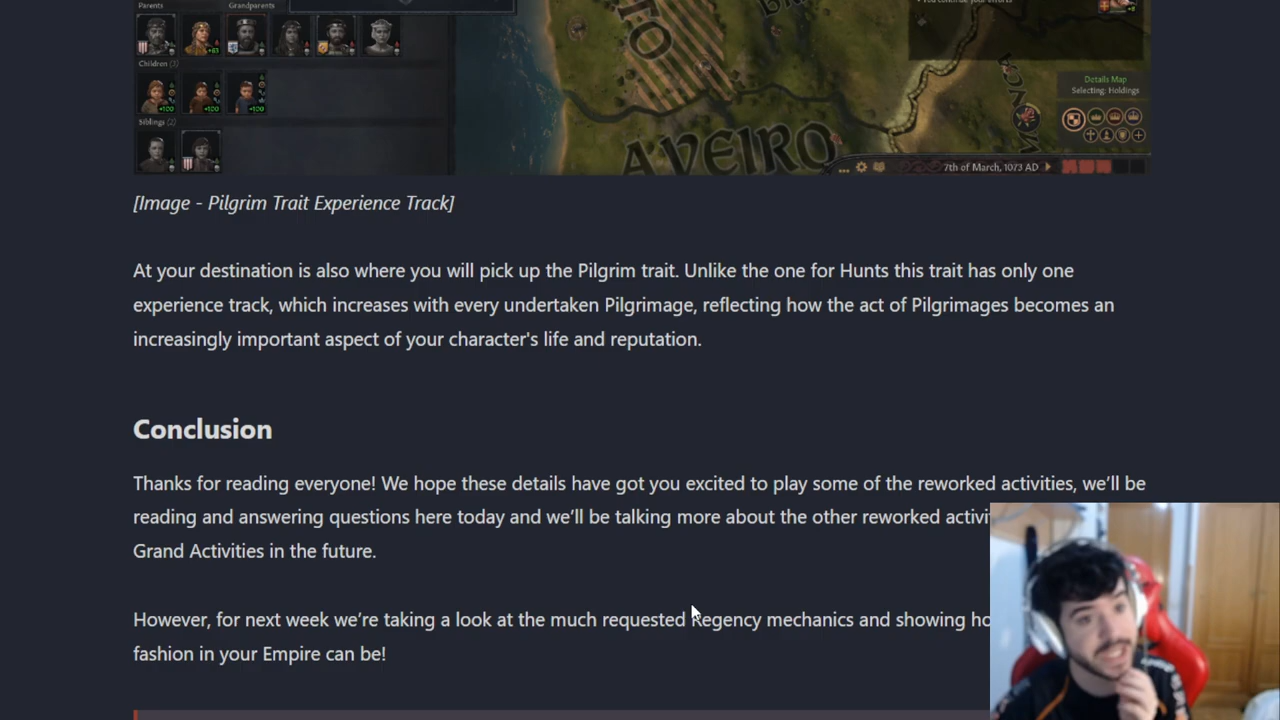 Parents
Grandparents
+63
Children (3)
+100
+100
+100
Siblings (2)
AVEIRO
Details Map
Selecting: Holdings
7th of March, 1073 AD
[Image - Pilgrim Trait Experience Track]
At your destination is also where you will pick up the Pilgrim trait. Unlike the one for Hunts this trait has only one
experience track, which increases with every undertaken Pilgrimage, reflecting how the act of Pilgrimages becomes an
increasingly important aspect of your character's life and reputation.
Conclusion
Thanks for reading everyone! We hope these details have got you excited to play some of the reworked activities, we’ll be
reading and answering questions here today and we’ll be talking more about the other reworked activi
Grand Activities in the future.
However, for next week we’re taking a look at the much requested Regency mechanics and showing ho
fashion in your Empire can be!